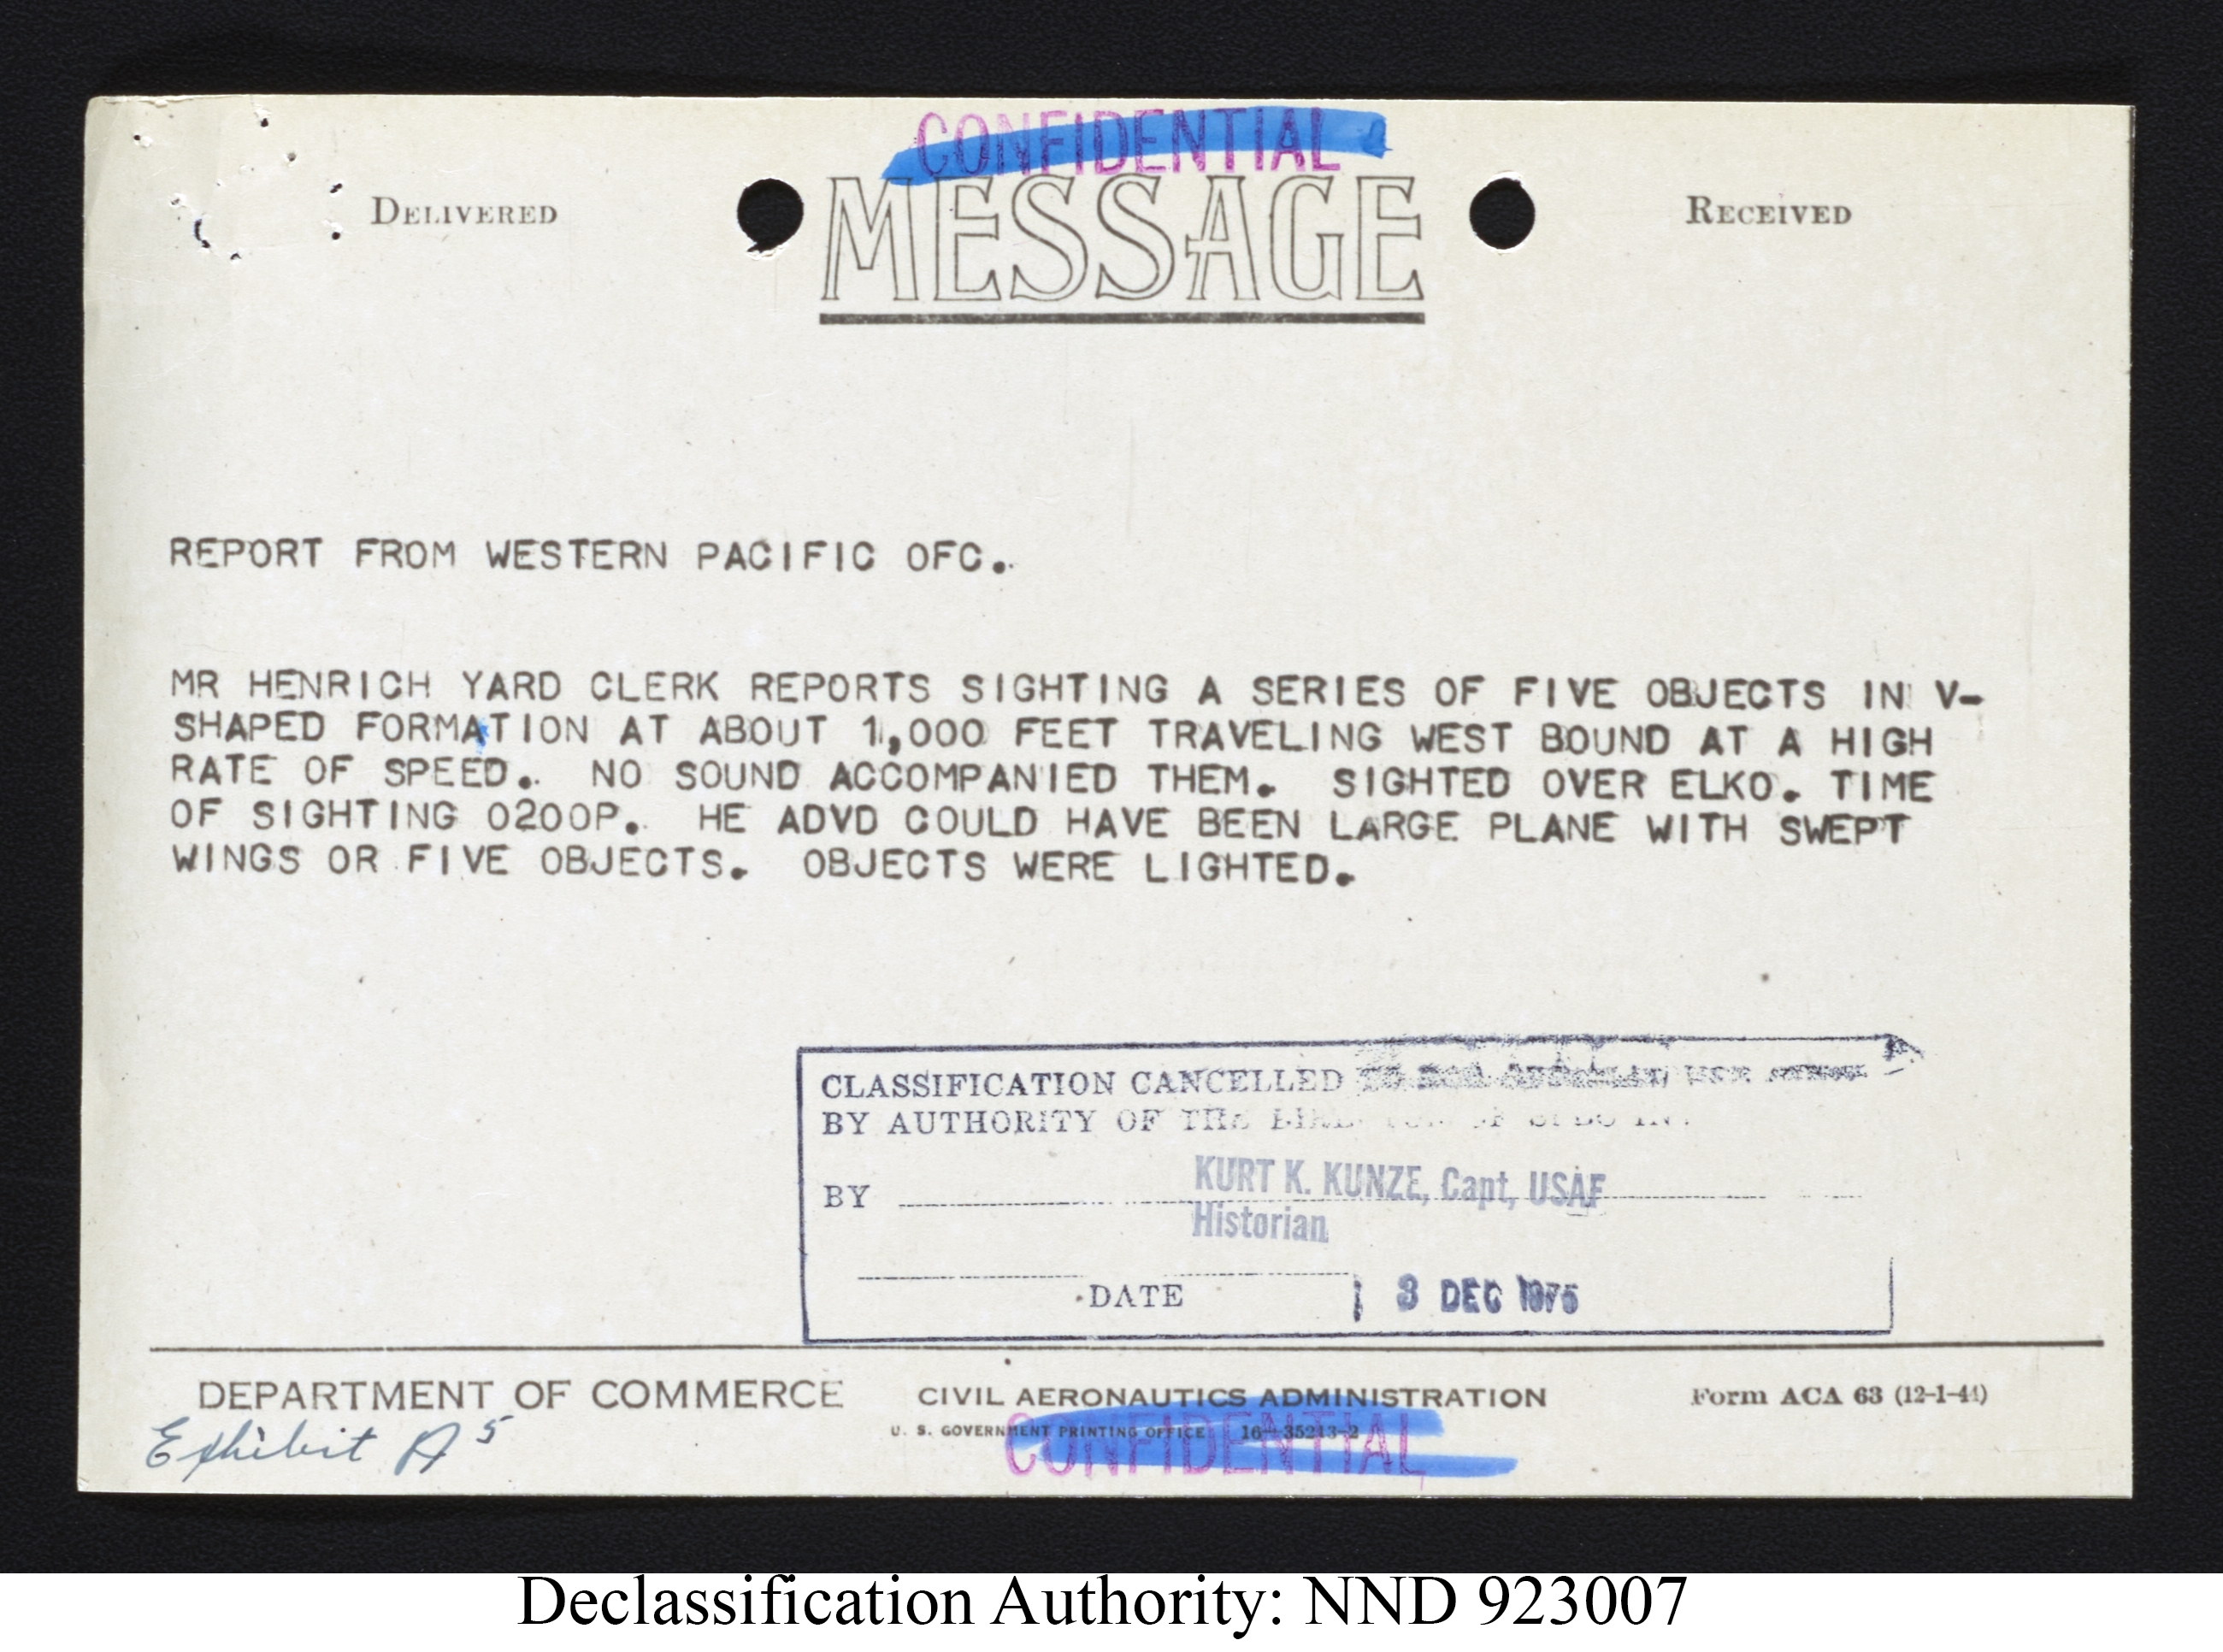 CONFIDENTIAL
DELIVERED
MESSAGE
RECEIVED
REPORT FROM WESTERN PACIFIC OFC.
MR HENRICH YARD CLERK REPORTS SIGHTING A SERIES OF FIVE OBJECTS IN V-
SHAPED FORMATION AT ABOUT 1,000 FEET TRAVELING WEST BOUND AT A HIGH
RATE OF SPEED. NO SOUND ACCOMPANIED THEM. SIGHTED OVER ELKO. TIME
OF SIGHTING 0200P. HE ADVD COULD HAVE BEEN LARGE PLANE WITH SWEPT
WINGS OR FIVE OBJECTS. OBJECTS WERE LIGHTED.
CLASSIFICATION CANCELLED
BY AUTHORITY OF THE
BY KURT K. KUNZE, Capt, USAF
Historian
DATE 3 DEC 1975
DEPARTMENT OF COMMERCE CIVIL AERONAUTICS ADMINISTRATION Form ACA 63 (12-1-44)
U. S. GOVERNMENT PRINTING OFFICE 16-35213-2
Exhibit A5
CONFIDENTIAL
Declassification Authority: NND 923007